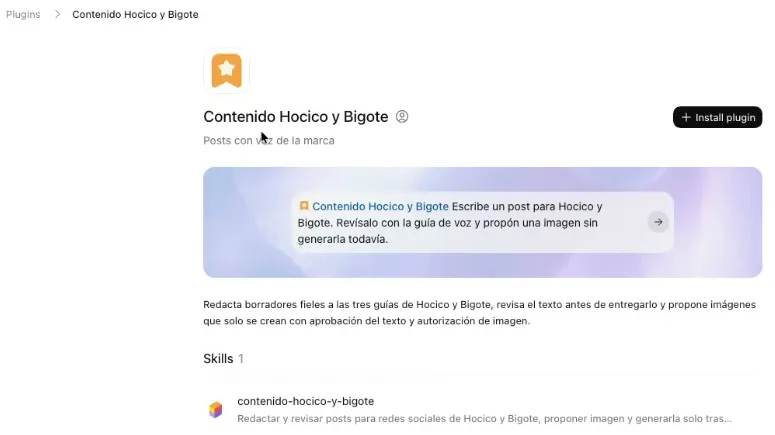 Plugins > Contenido Hocico y Bigote
Contenido Hocico y Bigote
+ Install plugin
Posts con voz de la marca
Contenido Hocico y Bigote Escribe un post para Hocico y
Bigote. Revísalo con la guía de voz y propón una imagen sin
generarla todavía.
Redacta borradores fieles a las tres guías de Hocico y Bigote, revisa el texto antes de entregarlo y propone imágenes
que solo se crean con aprobación del texto y autorización de imagen.
Skills 1
contenido-hocico-y-bigote
Redactar y revisar posts para redes sociales de Hocico y Bigote, proponer imagen y generarla solo tras...